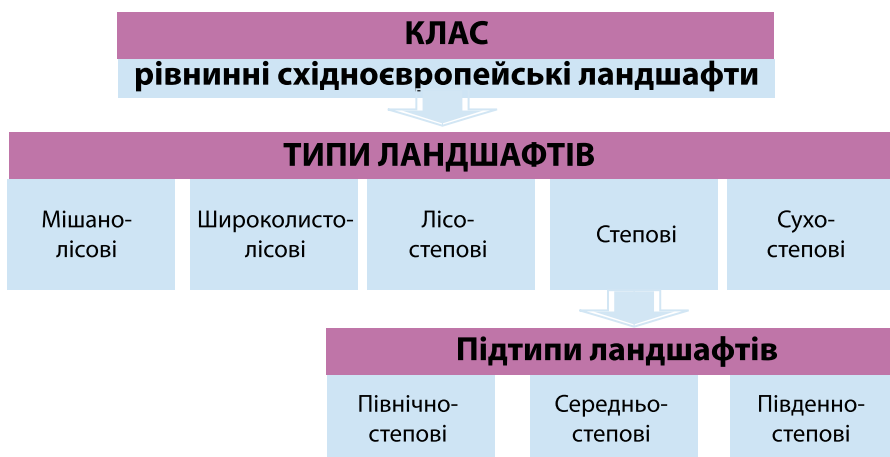 КЛАС
рівнинні східноєвропейські ландшафти
ТИПИ ЛАНДШАФТІВ
Мішано-
лісові
Широколисто-
лісові
Лісо-
степові
Степові
Сухо-
степові
Підтипи ландшафтів
Північно-
степові
Середньо-
степові
Південно-
степові